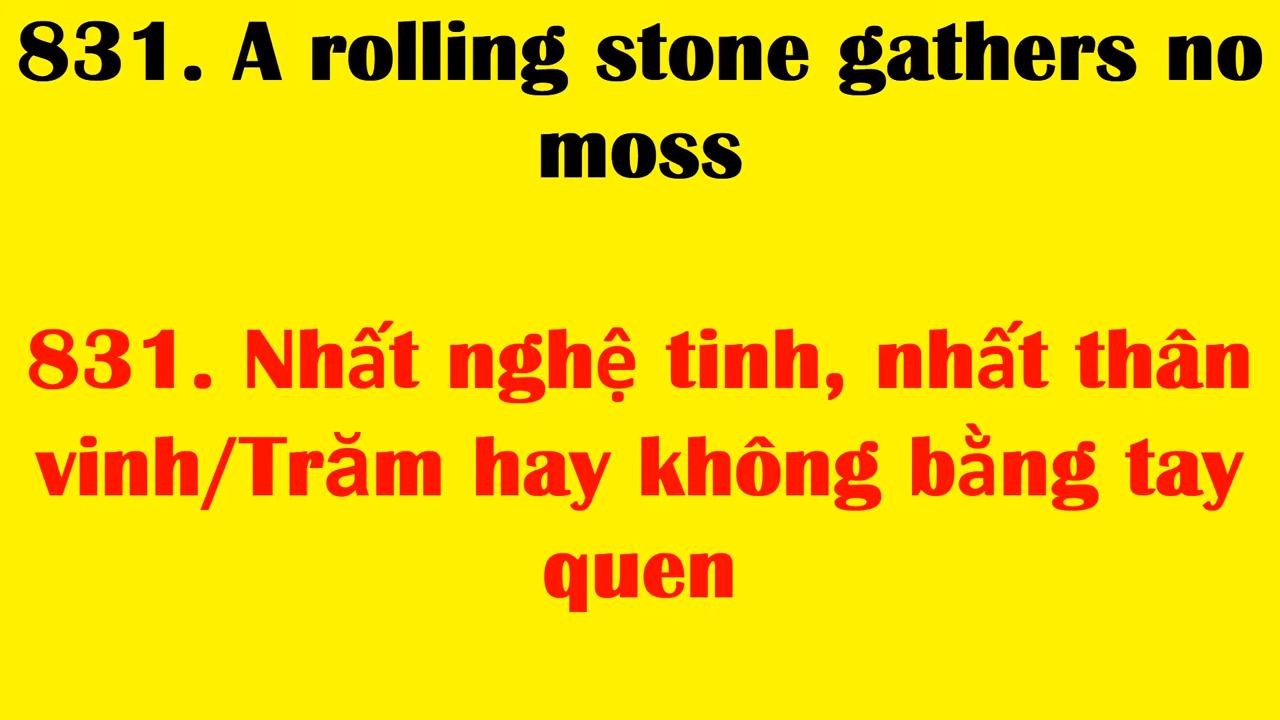 831. A rolling stone gathers no
moss
831. Nhất nghệ tinh, nhất thân
vinh/Trăm hay không bằng tay
quen